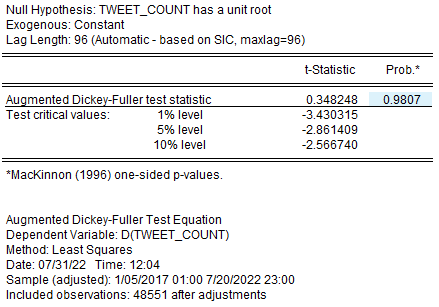 Null Hypothesis: TWEET_COUNT has a unit root
Exogenous: Constant
Lag Length: 96 (Automatic - based on SIC, maxlag=96)
t-Statistic Prob.*
Augmented Dickey-Fuller test statistic 0.348248 0.9807
Test critical values: 1% level -3.430315
5% level -2.861409
10% level -2.566740
*MacKinnon (1996) one-sided p-values.
Augmented Dickey-Fuller Test Equation
Dependent Variable: D(TWEET_COUNT)
Method: Least Squares
Date: 07/31/22 Time: 12:04
Sample (adjusted): 1/05/2017 01:00 7/20/2022 23:00
Included observations: 48551 after adjustments